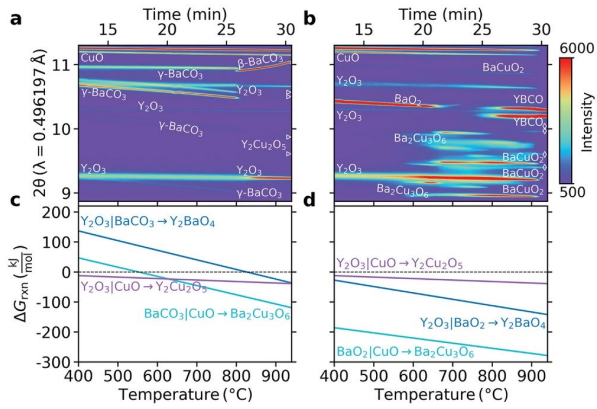 Time (min)
Time (min)
a
15
20
25
30
b
15
20
25
30
2θ (λ = 0.496197 Å)
11
10
9
CuO
γ-BaCO3
β-BaCO3
γ-BaCO3
Y2O3
Y2O3
γ-BaCO3
Y2Cu2O5
Y2O3
Y2O3
γ-BaCO3
CuO
BaCuO2
Y2O3
BaO2
YBCO
Y2O3
YBCO
Ba2Cu3O6
BaCuO2
Y2O3
BaCuO2
Ba2Cu3O6
BaCuO2
6000
Intensity
500
c
ΔGrxn (kJ/mol)
200
100
0
-100
-200
-300
Y2O3|BaCO3→Y2BaO4
Y2O3|CuO→Y2Cu2O5
BaCO3|CuO→Ba2Cu3O6
400
500
600
700
800
900
Temperature (°C)
d
Y2O3|CuO→Y2Cu2O5
Y2O3|BaO2→Y2BaO4
BaO2|CuO→Ba2Cu3O6
400
500
600
700
800
900
Temperature (°C)